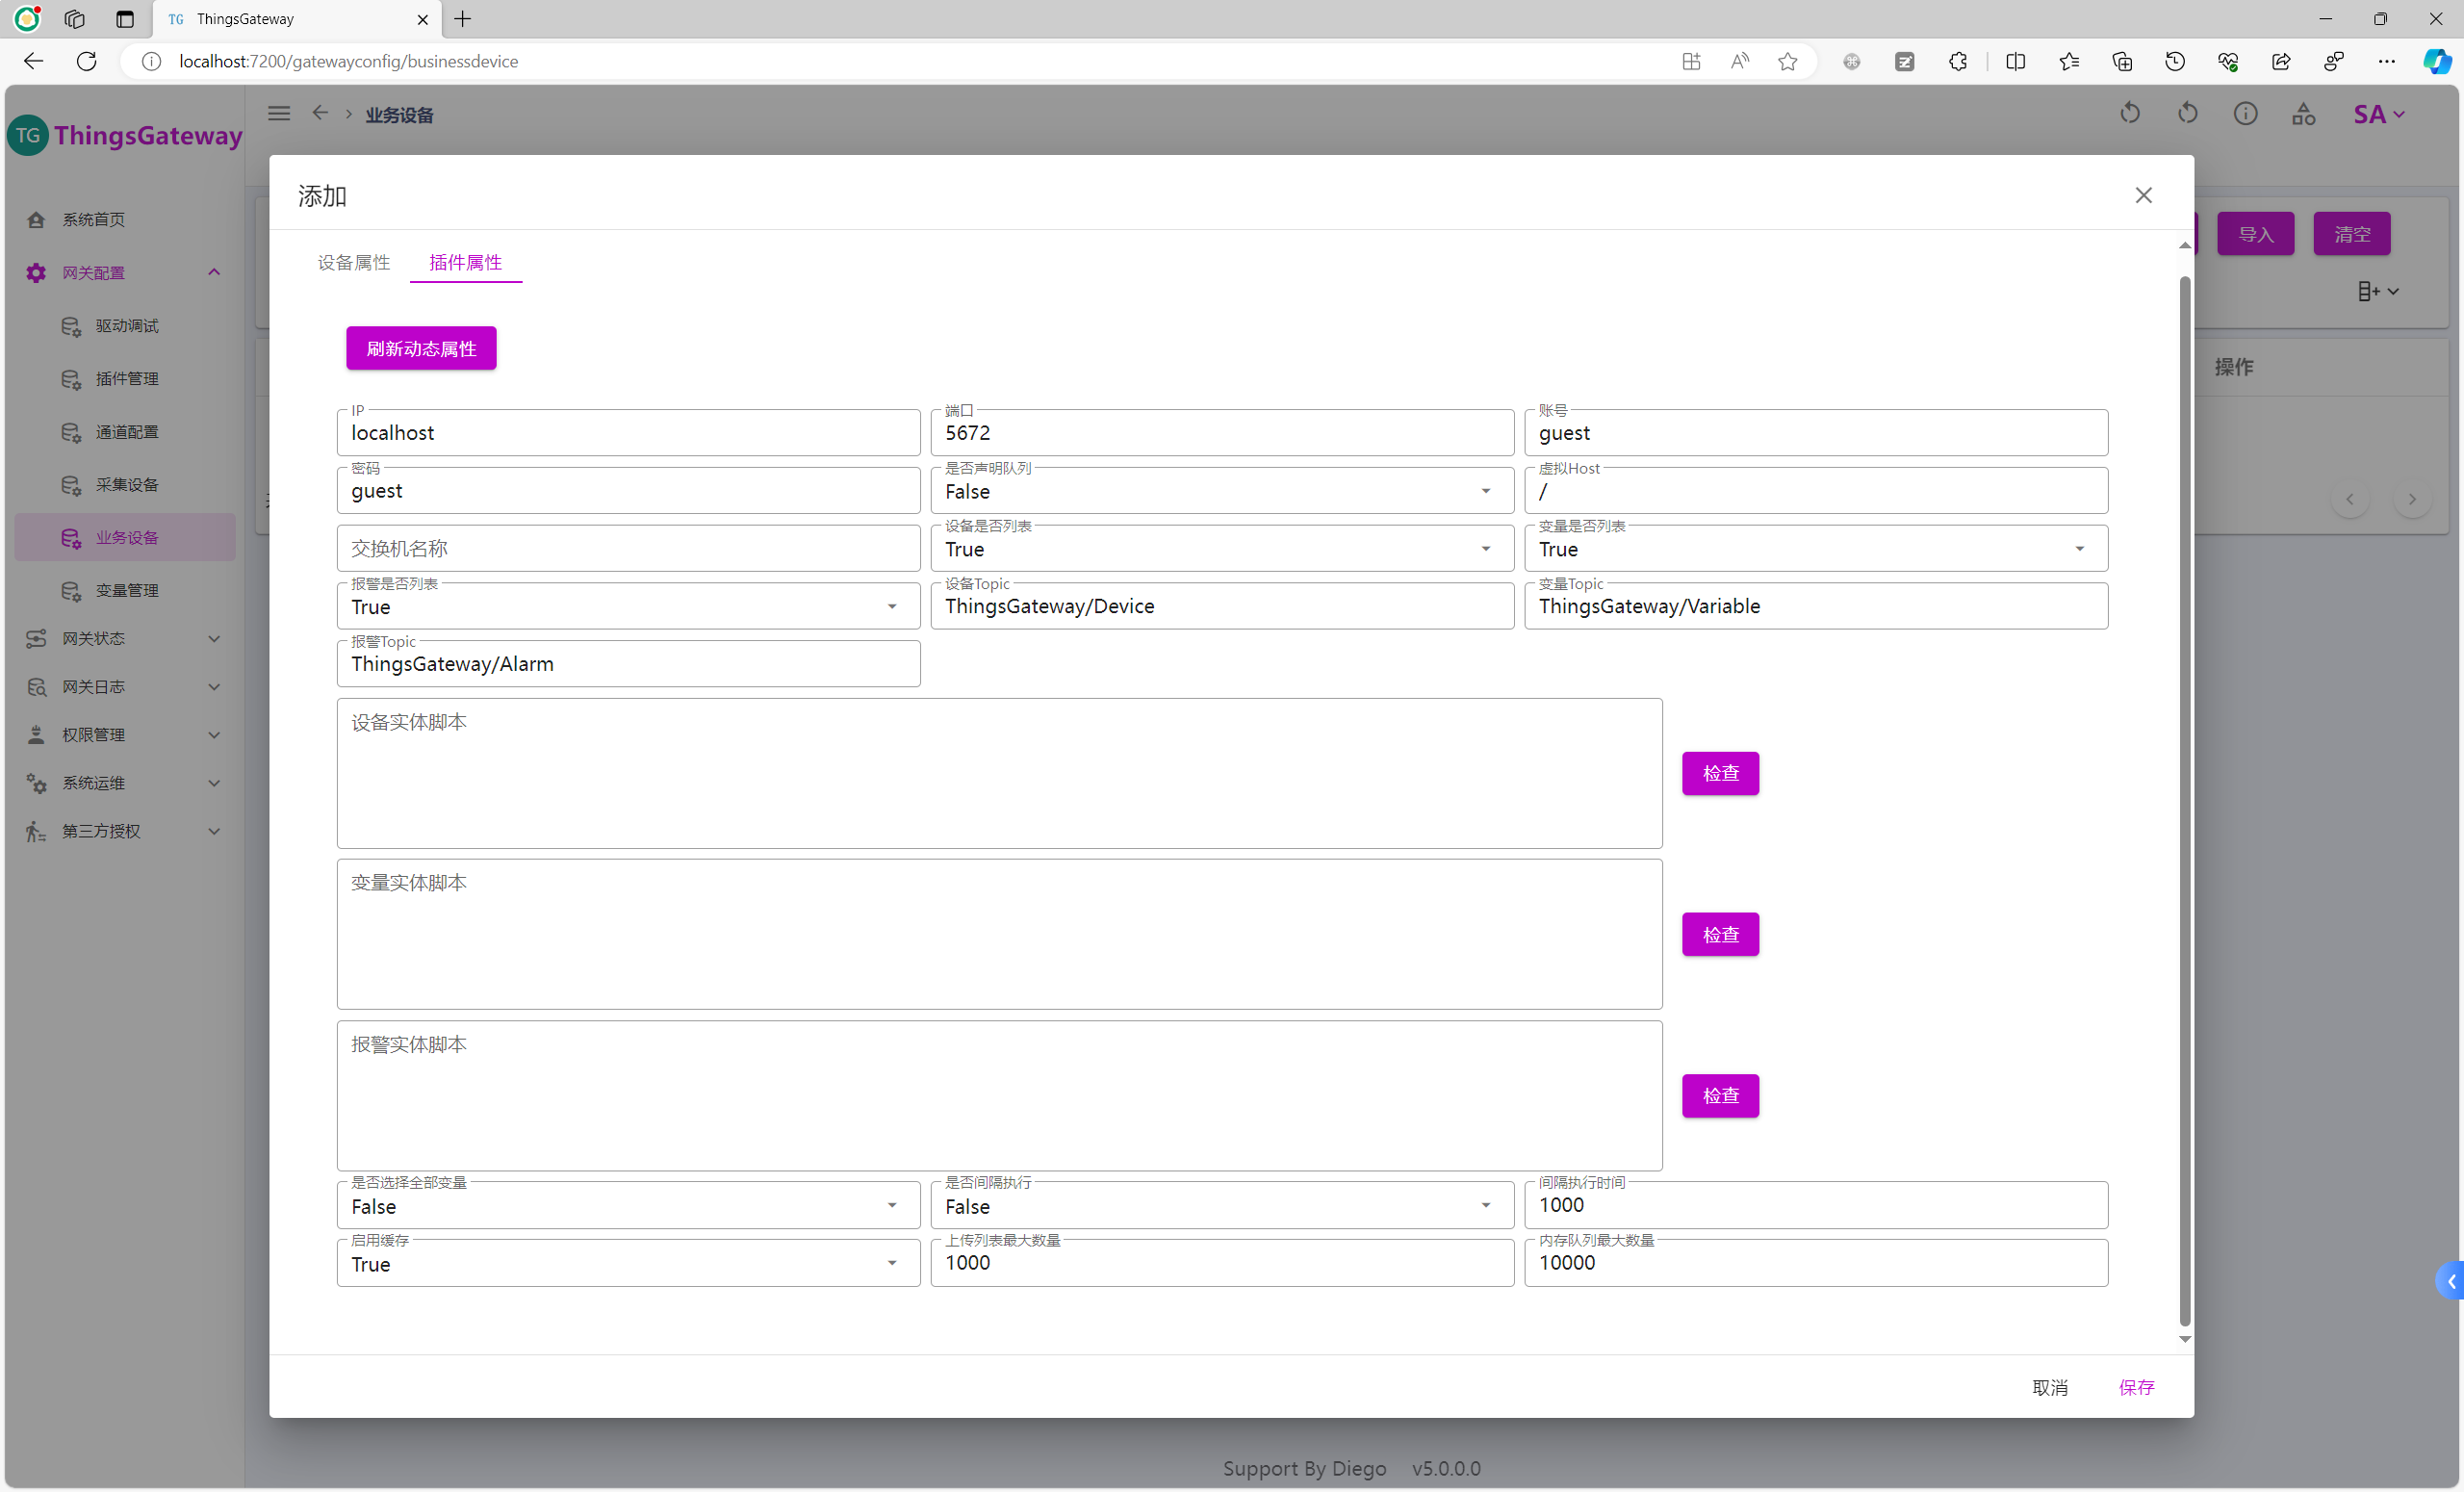 TG ThingsGateway
localhost:7200/gatewayconfig/businessdevice
TG ThingsGateway
业务设备
SA
系统首页
网关配置
驱动调试
插件管理
通道配置
采集设备
业务设备
变量管理
网关状态
网关日志
权限管理
系统运维
第三方授权
导入 清空
操作
添加
设备属性 插件属性
刷新动态属性
IP 端口 账号
localhost 5672 guest
密码 是否声明队列 虚拟Host
guest False /
设备是否列表 变量是否列表
交换机名称 True True
报警是否列表 设备Topic 变量Topic
True ThingsGateway/Device ThingsGateway/Variable
报警Topic
ThingsGateway/Alarm
设备实体脚本
检查
变量实体脚本
检查
报警实体脚本
检查
是否选择全部变量 是否间隔执行 间隔执行时间
False False 1000
启用缓存 上传列表最大数量 内存队列最大数量
True 1000 10000
取消 保存
Support By Diego v5.0.0.0